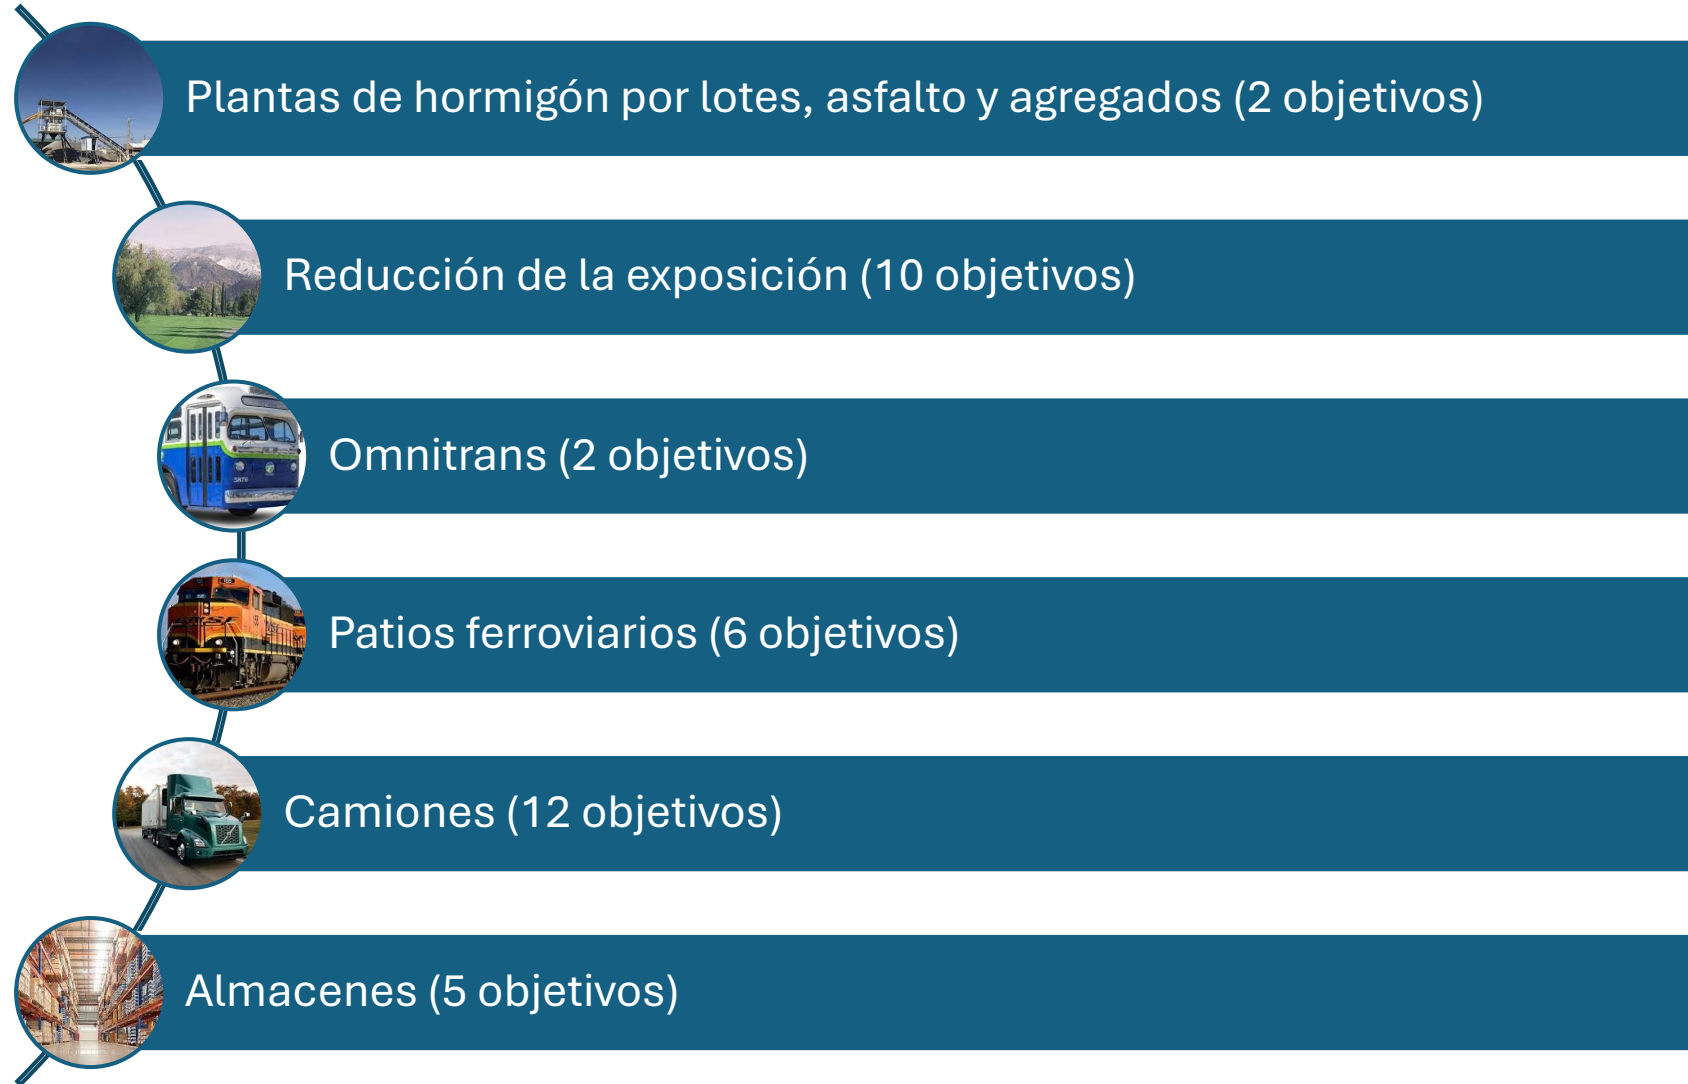 Plantas de hormigón por lotes, asfalto y agregados (2 objetivos)
Reducción de la exposición (10 objetivos)
Omnitrans (2 objetivos)
Patios ferroviarios (6 objetivos)
Camiones (12 objetivos)
Almacenes (5 objetivos)